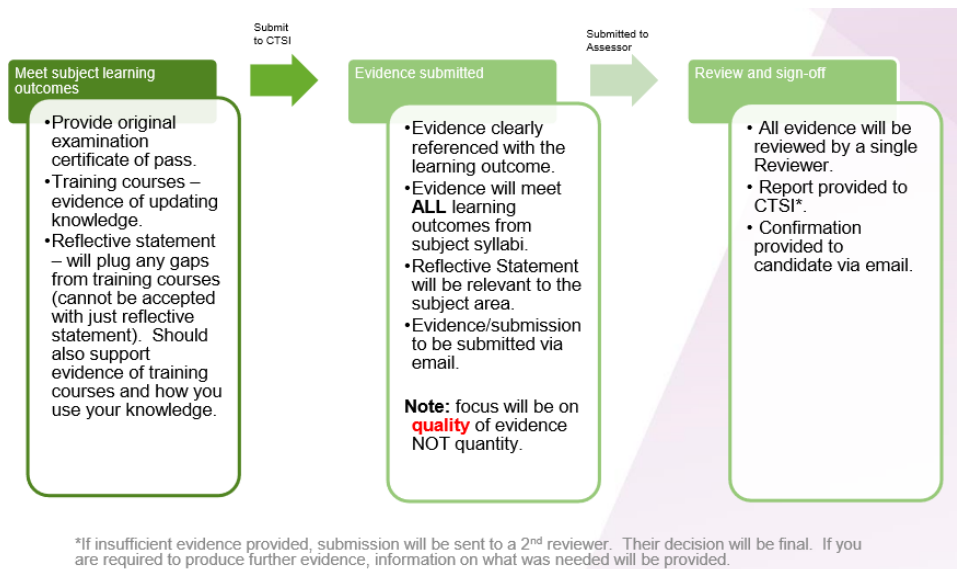 Submit
to CTSI
Submitted to
Assessor
Meet subject learning
outcomes
•Provide original
examination
certificate of pass.
•Training courses –
evidence of updating
knowledge.
•Reflective statement
– will plug any gaps
from training courses
(cannot be accepted
with just reflective
statement). Should
also support
evidence of training
courses and how you
use your knowledge.
Evidence submitted
•Evidence clearly
referenced with the
learning outcome.
•Evidence will meet
ALL learning
outcomes from
subject syllabi.
•Reflective Statement
will be relevant to the
subject area.
•Evidence/submission
to be submitted via
email.
Note: focus will be on
quality of evidence
NOT quantity.
Review and sign-off
• All evidence will be
reviewed by a single
Reviewer.
• Report provided to
CTSI*.
• Confirmation
provided to
candidate via email.
*If insufficient evidence provided, submission will be sent to a 2nd reviewer. Their decision will be final. If you
are required to produce further evidence, information on what was needed will be provided.